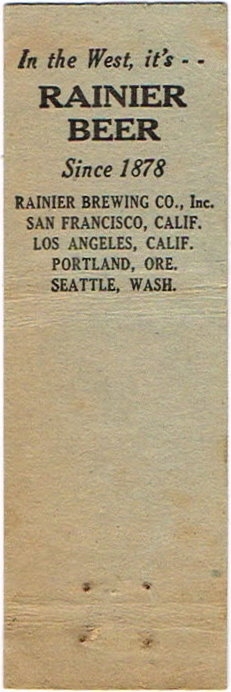 In the West, it's - -
RAINIER
BEER
Since 1878
RAINIER BREWING CO., Inc.
SAN FRANCISCO, CALIF.
LOS ANGELES, CALIF.
PORTLAND, ORE.
SEATTLE, WASH.